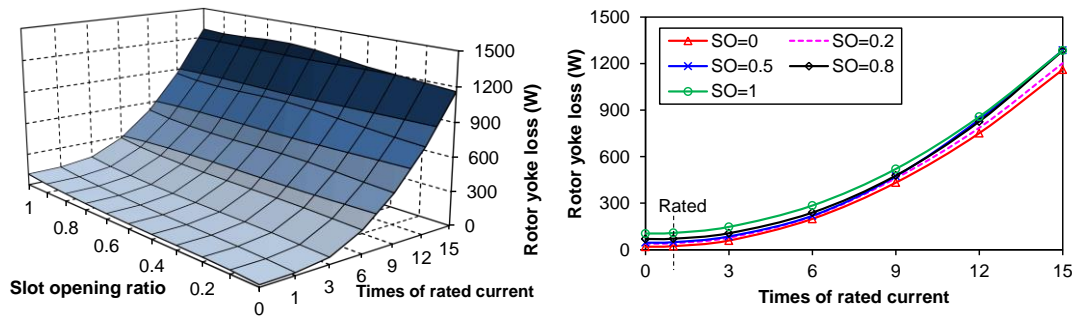 1500
1200
900
600
300
0
Rotor yoke loss (W)
1
0.8
0.6
0.4
0.2
0
Slot opening ratio
0
1
3
6
9
12
15
Times of rated current
1500
1200
900
600
300
0
Rotor yoke loss (W)
SO=0
SO=0.2
SO=0.5
SO=0.8
SO=1
Rated
0
3
6
9
12
15
Times of rated current